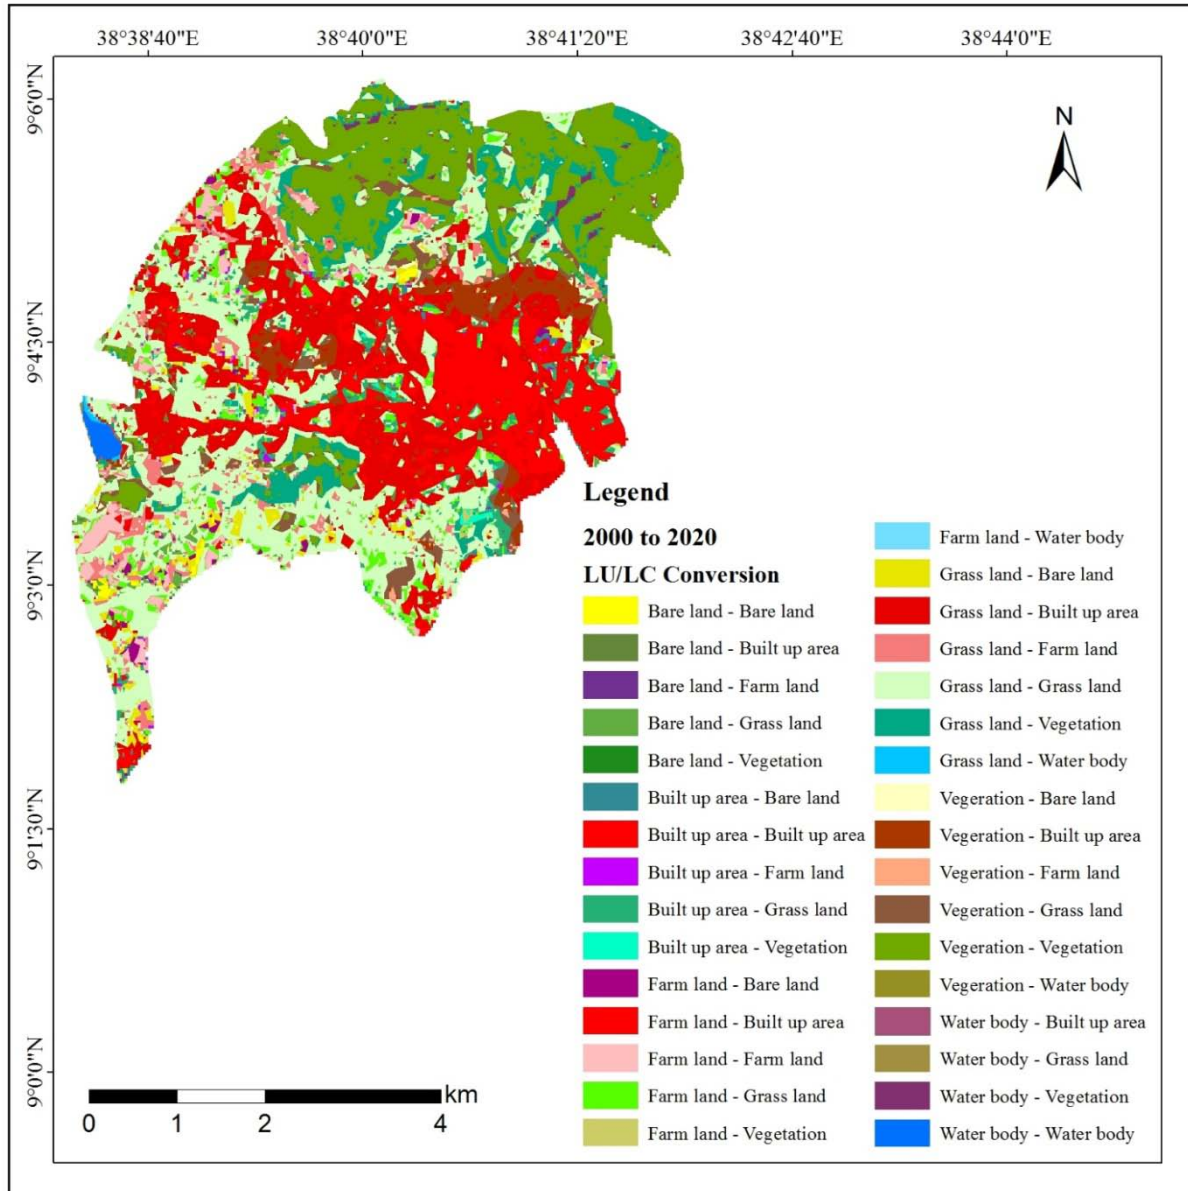 38°38'40"E 38°40'0"E 38°41'20"E 38°42'40"E 38°44'0"E
9°6'0"N
N
9°4'30"N
9°3'0"N
9°1'30"N
9°0'0"N
Legend
2000 to 2020
LU/LC Conversion
Bare land - Bare land
Bare land - Built up area
Bare land - Farm land
Bare land - Grass land
Bare land - Vegetation
Built up area - Bare land
Built up area - Built up area
Built up area - Farm land
Built up area - Grass land
Built up area - Vegetation
Farm land - Bare land
Farm land - Built up area
Farm land - Farm land
Farm land - Grass land
Farm land - Vegetation
Farm land - Water body
Grass land - Bare land
Grass land - Built up area
Grass land - Farm land
Grass land - Grass land
Grass land - Vegetation
Grass land - Water body
Vegeration - Bare land
Vegeration - Built up area
Vegeration - Farm land
Vegeration - Grass land
Vegeration - Vegetation
Vegeration - Water body
Water body - Built up area
Water body - Grass land
Water body - Vegetation
Water body - Water body
km
0 1 2 4